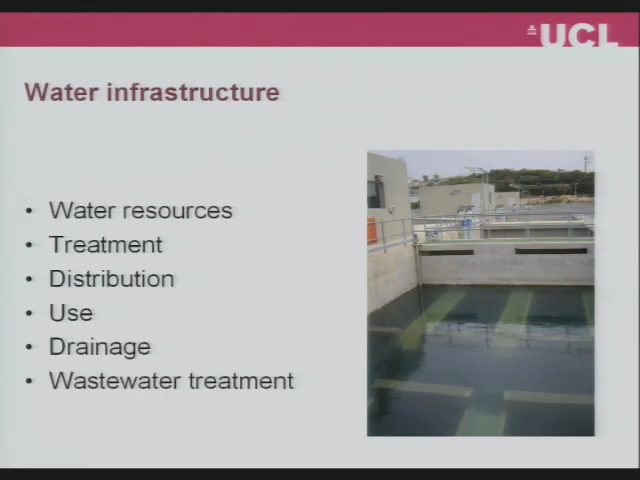 UCL
Water infrastructure
• Water resources
• Treatment
• Distribution
• Use
• Drainage
• Wastewater treatment